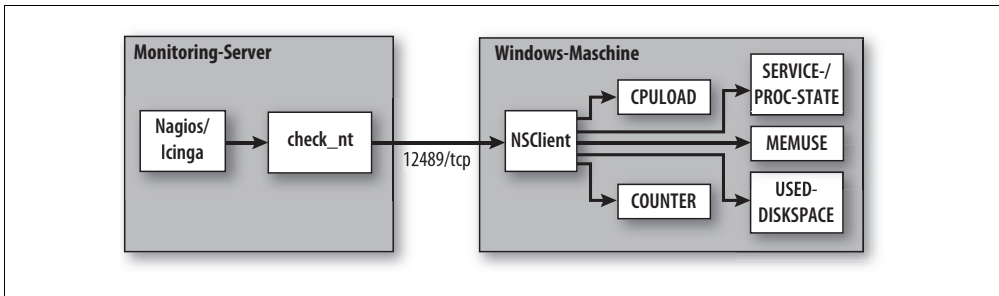 Monitoring-Server
Nagios/
Icinga
check_nt
12489/tcp
Windows-Maschine
NSClient
CPULOAD
SERVICE-/
PROC-STATE
MEMUSE
COUNTER
USED-
DISKSPACE